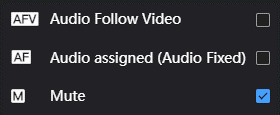 AFV Audio Follow Video
AF Audio assigned (Audio Fixed)
M Mute